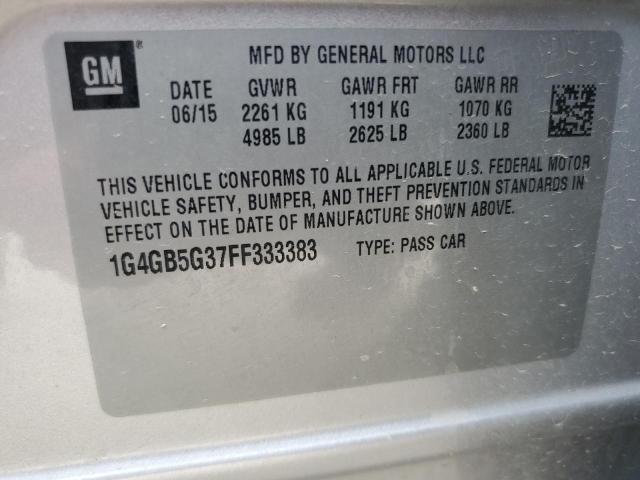 GM ®
MFD BY GENERAL MOTORS LLC
DATE GVWR GAWR FRT GAWR RR
06/15 2261 KG 1191 KG 1070 KG
4985 LB 2625 LB 2360 LB
THIS VEHICLE CONFORMS TO ALL APPLICABLE U.S. FEDERAL MOTOR
VEHICLE SAFETY, BUMPER, AND THEFT PREVENTION STANDARDS IN
EFFECT ON THE DATE OF MANUFACTURE SHOWN ABOVE.
1G4GB5G37FF333383 TYPE: PASS CAR